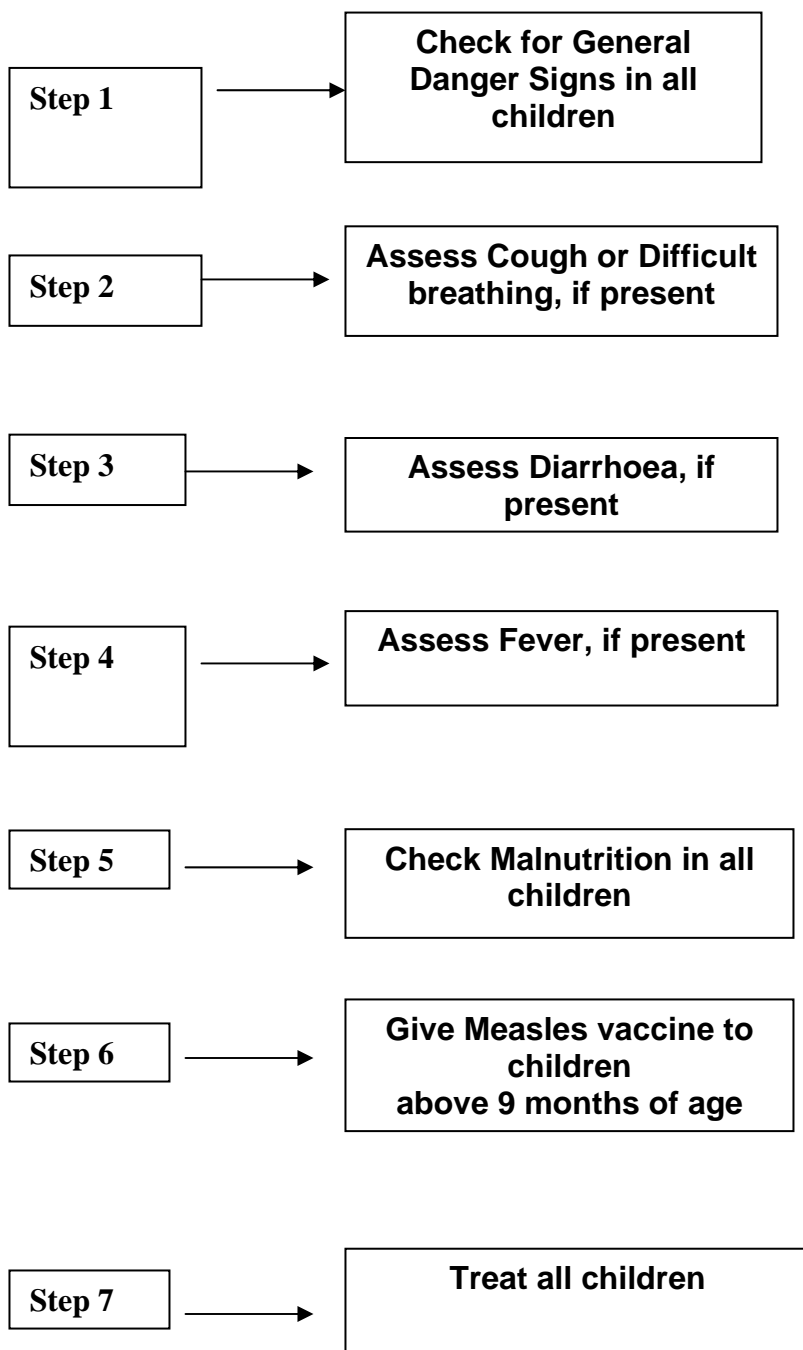 Step 1
Check for General
Danger Signs in all
children
Step 2
Assess Cough or Difficult
breathing, if present
Step 3
Assess Diarrhoea, if
present
Step 4
Assess Fever, if present
Step 5
Check Malnutrition in all
children
Step 6
Give Measles vaccine to
children
above 9 months of age
Step 7
Treat all children